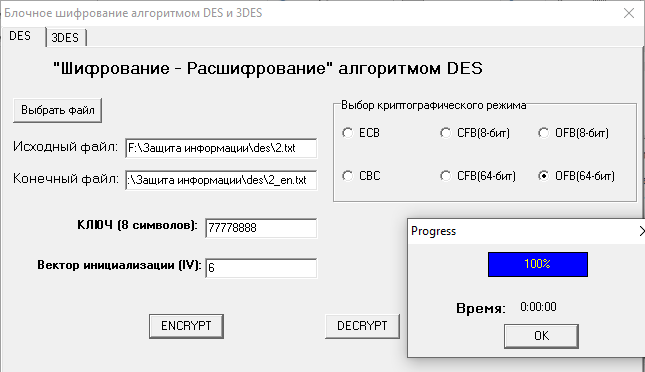 Блочное шифрование алгоритмом DES и 3DES
DES 3DES
"Шифрование - Расшифрование" алгоритмом DES
Выбрать файл
Выбор криптографического режима
ECB CFB(8-бит) OFB(8-бит)
Исходный файл: F:\Защита информации\des\2.txt
Конечный файл: :\Защита информации\des\2_en.txt
CBC CFB(64-бит) OFB(64-бит)
КЛЮЧ (8 символов): 77778888
Progress
Вектор инициализации (IV): 6
100%
Время: 0:00:00
ENCRYPT DECRYPT
OK